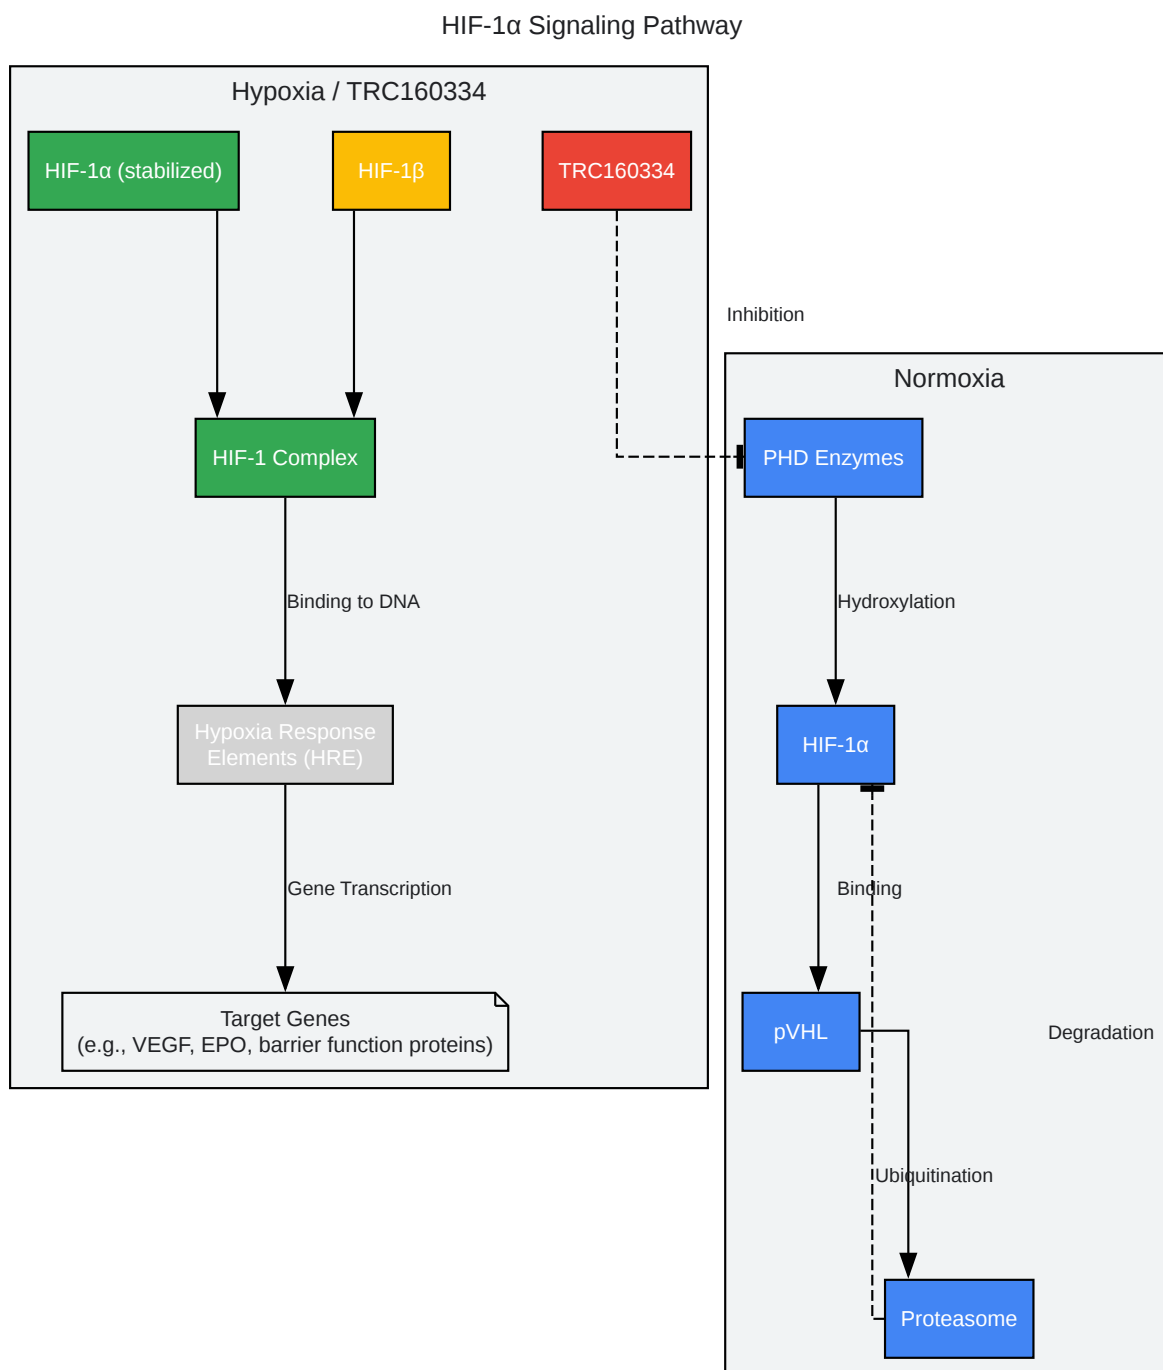 HIF-1α Signaling Pathway
Hypoxia / TRC160334
HIF-1α (stabilized)
HIF-1β
TRC160334
Inhibition
Normoxia
HIF-1 Complex
PHD Enzymes
Binding to DNA
Hydroxylation
Hypoxia Response
Elements (HRE)
HIF-1α
Gene Transcription
Binding
Target Genes
(e.g., VEGF, EPO, barrier function proteins)
pVHL
Degradation
Ubiquitination
Proteasome